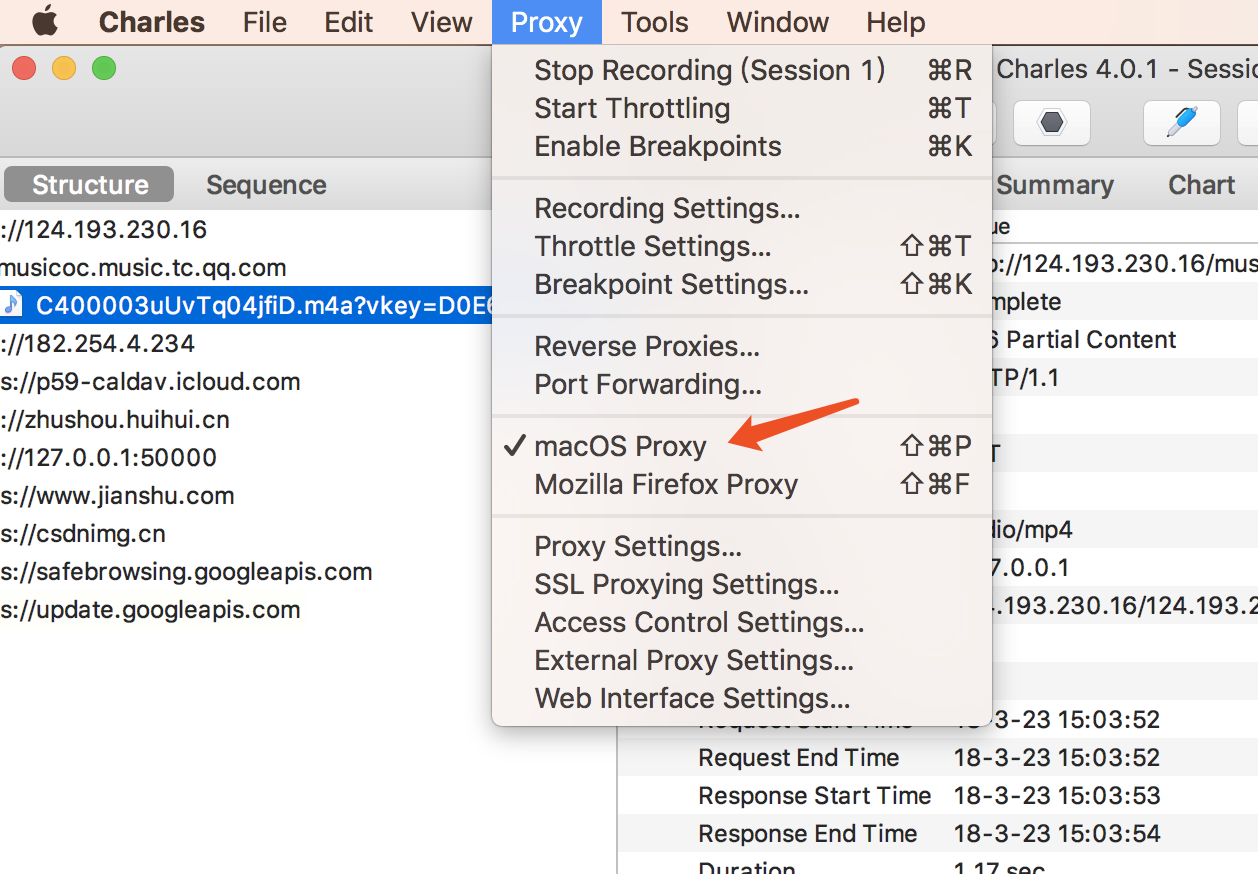 Charles File Edit View Proxy Tools Window Help
Charles 4.0.1 - Sessio
Stop Recording (Session 1) ⌘R
Start Throttling ⌘T
Enable Breakpoints ⌘K
Recording Settings...
Throttle Settings... ⇧⌘T
Breakpoint Settings... ⇧⌘K
Reverse Proxies...
Port Forwarding...
✓ macOS Proxy ⇧⌘P
Mozilla Firefox Proxy ⇧⌘F
Proxy Settings...
SSL Proxying Settings...
Access Control Settings...
External Proxy Settings...
Web Interface Settings...
Structure Sequence
://124.193.230.16
musicoc.music.tc.qq.com
C400003uUvTq04jfiD.m4a?vkey=D0E6
://182.254.4.234
s://p59-caldav.icloud.com
://zhushou.huihui.cn
://127.0.0.1:50000
s://www.jianshu.com
s://csdnimg.cn
s://safebrowsing.googleapis.com
s://update.googleapis.com
Summary Chart
ue
p://124.193.230.16/mus
mplete
6 Partial Content
TP/1.1
T
dio/mp4
7.0.0.1
.193.230.16/124.193.2
Request Start Time 18-3-23 15:03:52
Request End Time 18-3-23 15:03:52
Response Start Time 18-3-23 15:03:53
Response End Time 18-3-23 15:03:54
Duration 1.17 sec